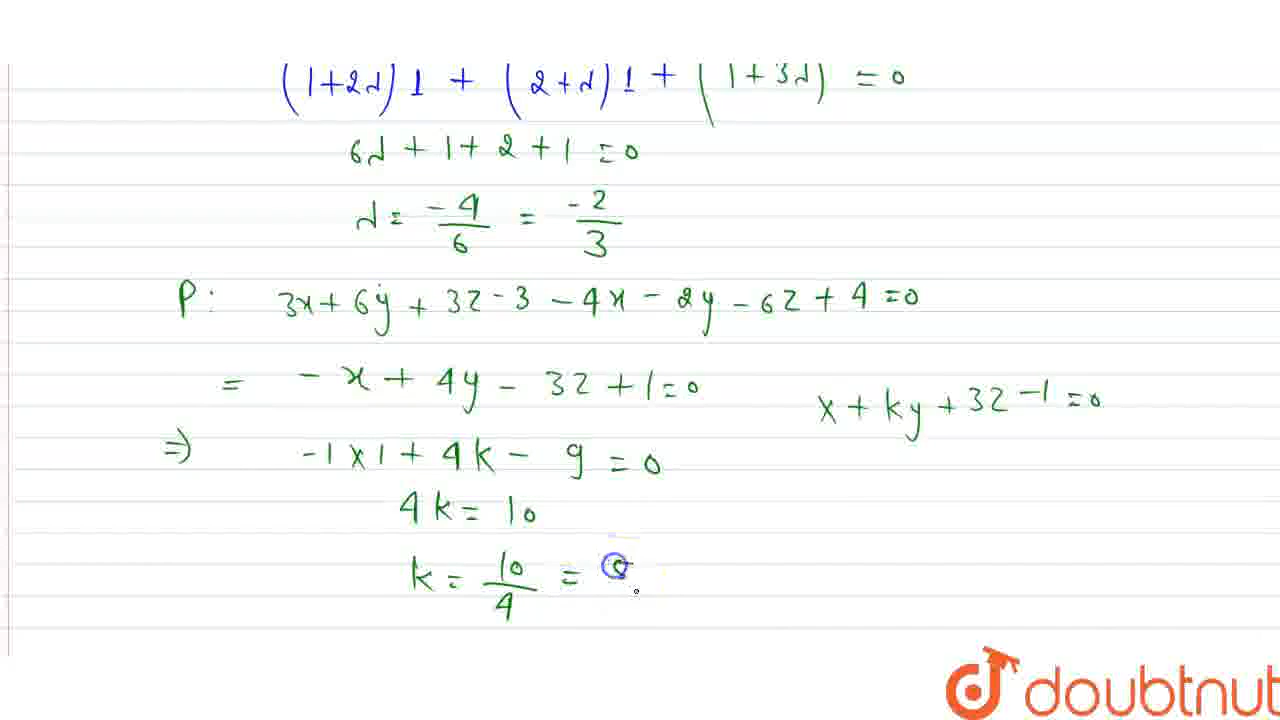 (1+2λ)1 + (2+λ)1 + (1+3λ) = 0
6λ + 1 + 2 + 1 = 0
λ = -4/6 = -2/3
P: 3x + 6y + 3z - 3 - 4x - 2y - 6z + 4 = 0
= - x + 4y - 3z + 1 = 0
x + ky + 3z - 1 = 0
⇒ -1 x 1 + 4k - 9 = 0
4k = 10
k = 10/4 =
doubtnut